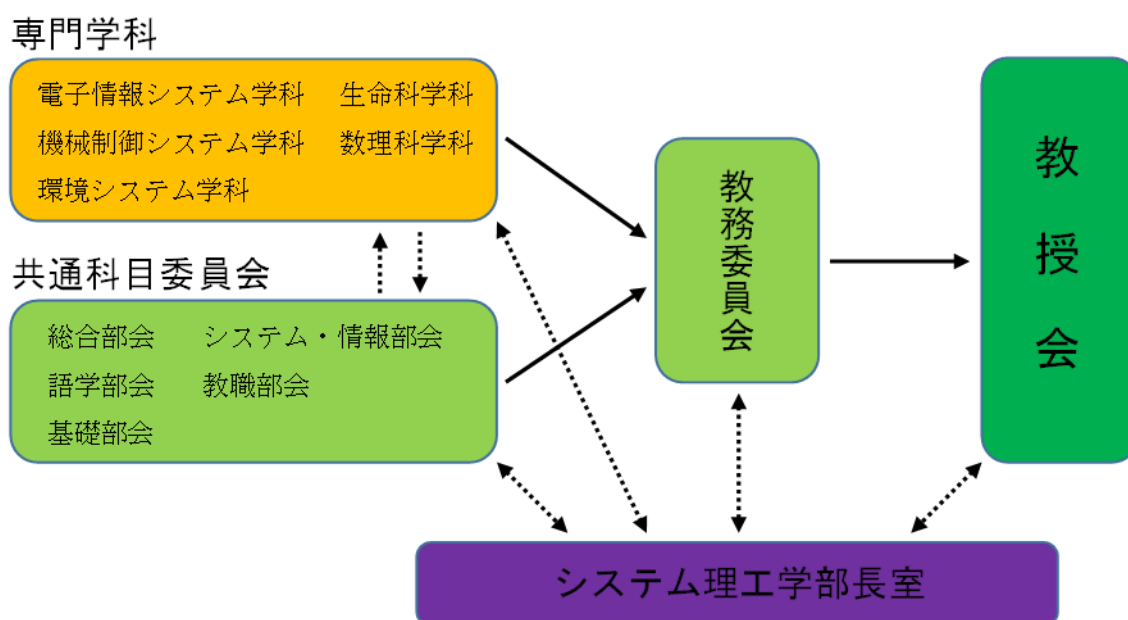 専門学科
電子情報システム学科 生命科学科
機械制御システム学科 数理科学科
環境システム学科
共通科目委員会
総合部会 システム・情報部会
語学部会 教職部会
基礎部会
教務委員会
教授会
システム理工学部長室